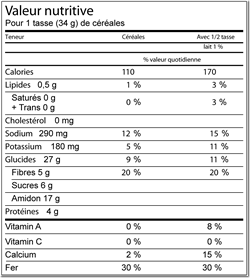 Valeur nutritive
Pour 1 tasse (34 g) de céréales
Teneur Céréales Avec 1/2 tasse
lait 1 %
% valeur quotidienne
Calories 110 170
Lipides 0,5 g 1 % 3 %
Saturés 0 g
+ Trans 0 g 0 % 3 %
Cholestérol 0 mg
Sodium 290 mg 12 % 15 %
Potassium 180 mg 5 % 11 %
Glucides 27 g 9 % 11 %
Fibres 5 g 20 % 20 %
Sucres 6 g
Amidon 17 g
Protéines 4 g
Vitamin A 0 % 8 %
Vitamin C 0 % 0 %
Calcium 2 % 15 %
Fer 30 % 30 %